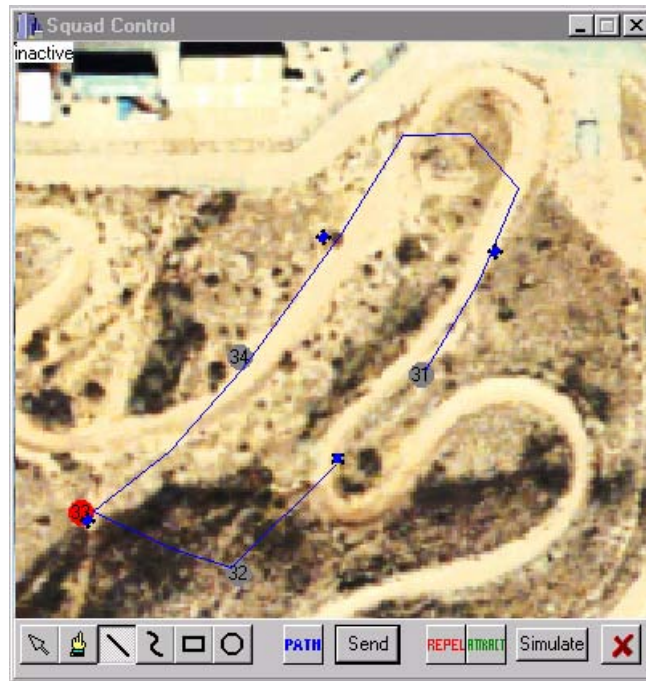 Squad Control
inactive
34
31
33
32
PATH
Send
REPEL
ATTRACT
Simulate